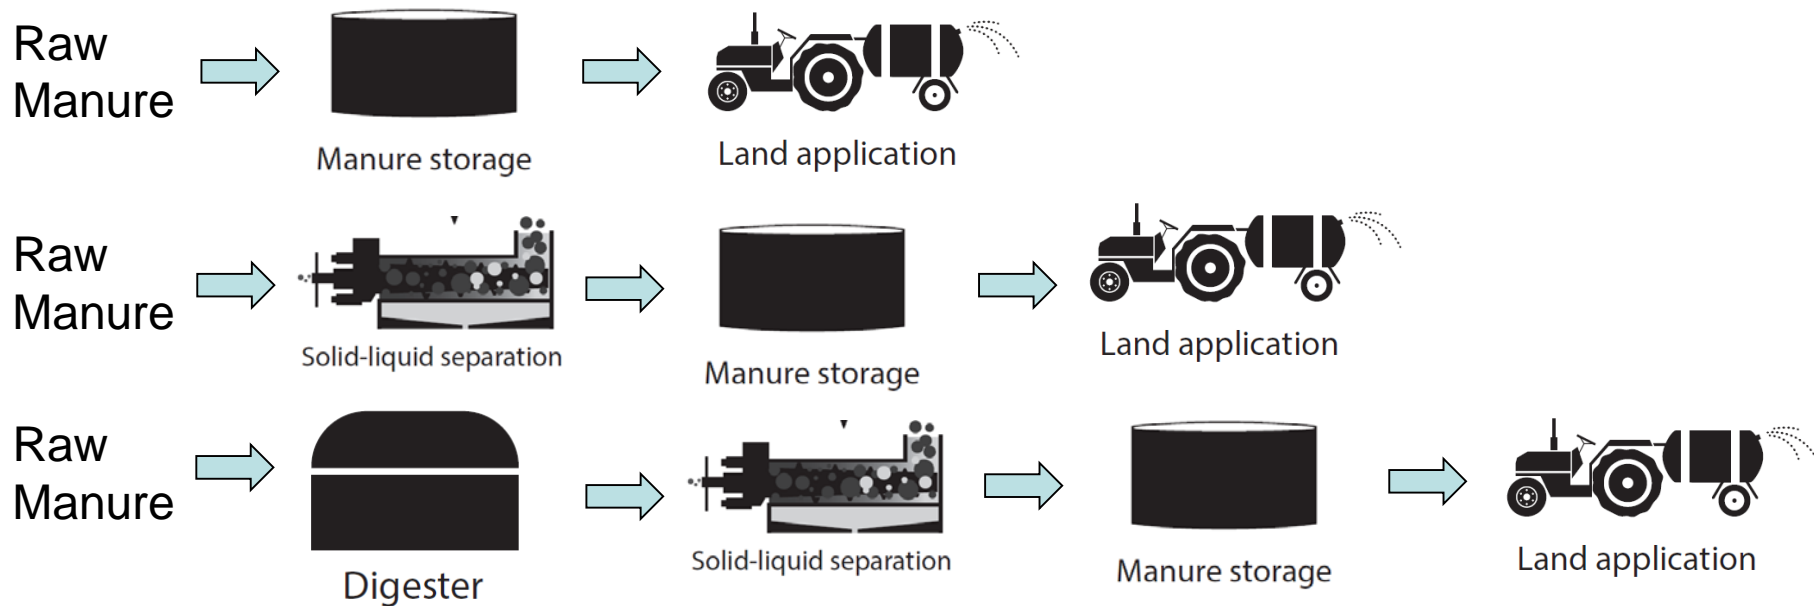 Raw
Manure
Manure storage
Land application
Raw
Manure
Solid-liquid separation
Manure storage
Land application
Raw
Manure
Digester
Solid-liquid separation
Manure storage
Land application